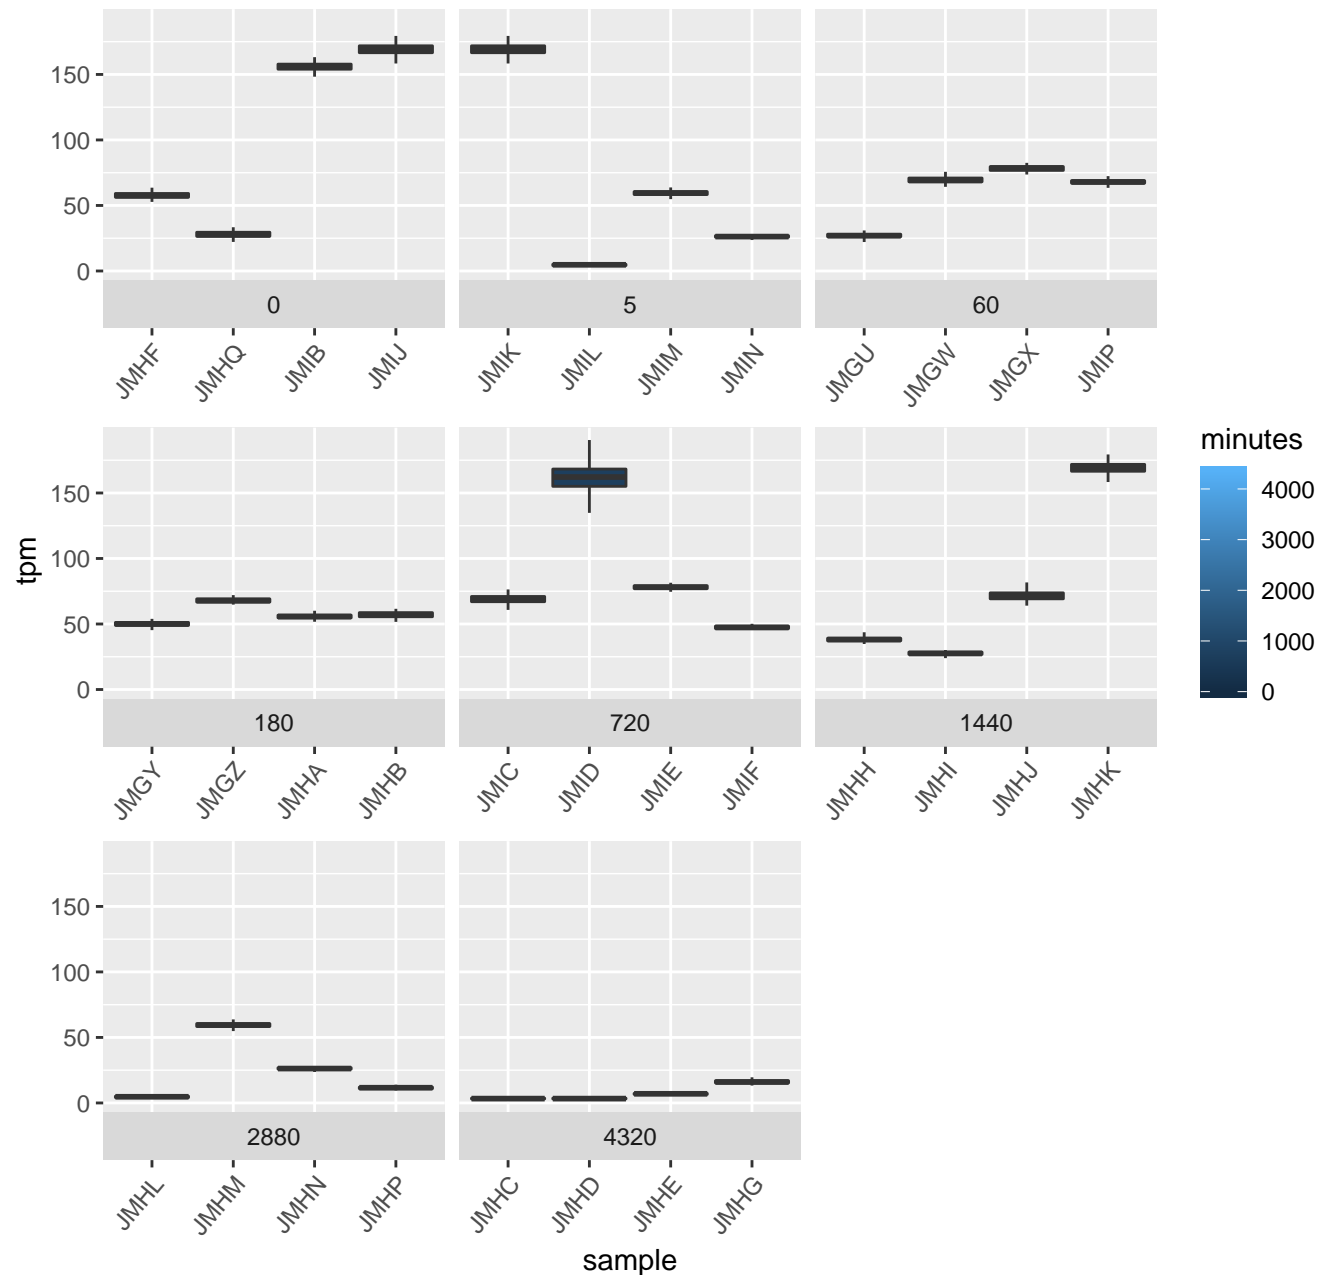 150
100
50
0
0
5
60
JMHF
JMHQ
JMIB
JMIJ
JMIK
JMIL
JMIM
JMIN
JMGU
JMGW
JMGX
JMIP
tpm
150
100
50
0
180
720
1440
JMGY
JMGZ
JMHA
JMHB
JMIC
JMID
JMIE
JMIF
JMHH
JMHI
JMHJ
JMHK
minutes
4000
3000
2000
1000
0
150
100
50
0
2880
4320
JMHL
JMHM
JMHN
JMHP
JMHC
JMHD
JMHE
JMHG
sample